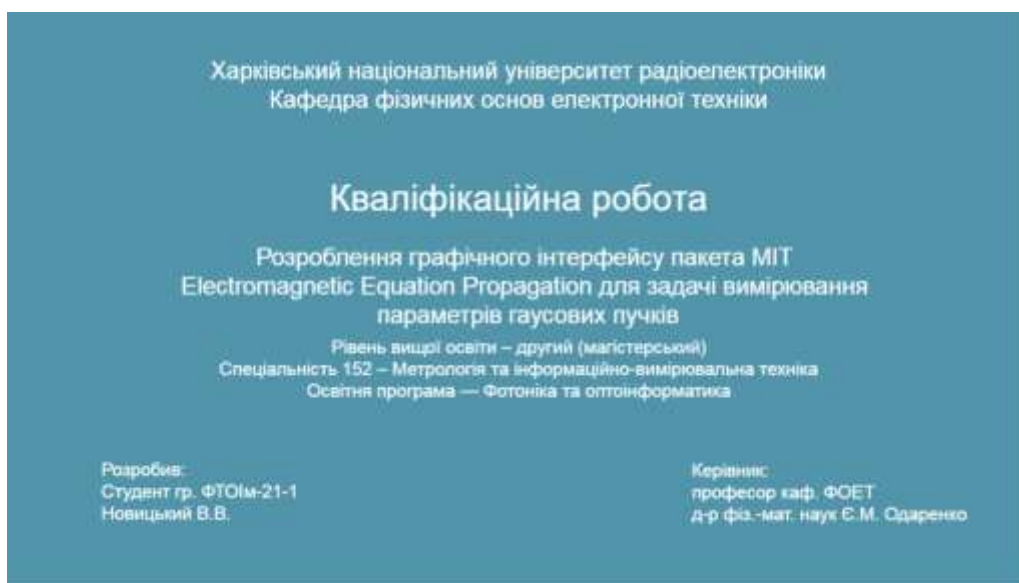 Харківський національний університет радіоелектроніки
Кафедра фізичних основ електронної техніки
Кваліфікаційна робота
Розроблення графічного інтерфейсу пакета MIT
Electromagnetic Equation Propagation для задачі вимірювання
параметрів гаусових пучків
Рівень вищої освіти – другий (магістерський)
Спеціальність 152 – Метрологія та інформаційно-вимірювальна техніка
Освітня програма — Фотоніка та оптоінформатика
Розробив:
Студент гр. ФТОІм-21-1
Новицький В.В.
Керівник:
професор каф. ФОЕТ
д-р фіз.-мат. наук Є.М. Одаренко